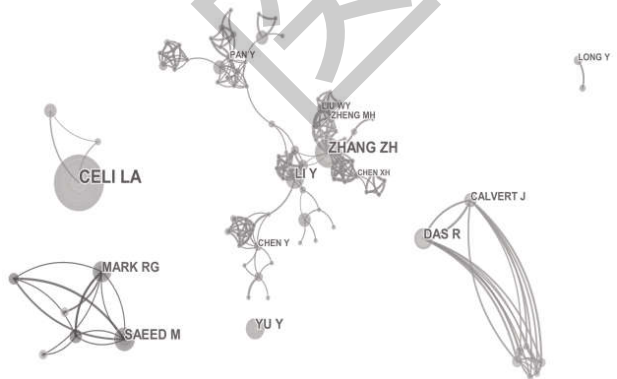 PAN Y
LONG Y
LIU WY
ZHENG MH
ZHANG ZH
LI Y
CHEN XH
CELI LA
CALVERT J
DAS R
CHEN Y
MARK RG
YU Y
SAEED M